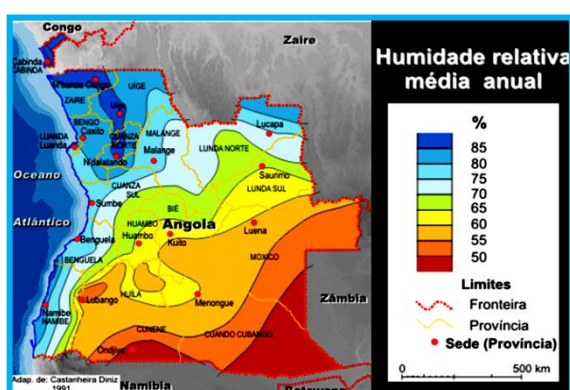 Congo
Zaire
Cabinda
CABINDA
M'banza Congo
UÍGE
ZAIRE
Uíge
BENGO
Caxito
LUANDA
Luanda
CUANZA
NORTE
N'dalatando
MALANGE
Malange
Lucapa
LUNDA NORTE
Saurimo
LUNDA SUL
Oceano
Atlântico
CUANZA
SUL
Sumbe
BIÉ
HUAMBO
Huambo
Angola
Kuito
Luena
Benguela
BENGUELA
MOXICO
HUÍLA
Lubango
Menongue
Zâmbia
Namibe
NAMIBE
CUNENE
CUANDO CUBANGO
Ondjiva
Adap. de: Castanheira Diniz
1991
Namíbia
Botswana
Humidade relativa
média anual
%
85
80
75
70
65
60
55
50
Limites
Fronteira
Província
Sede (Província)
0 500 km